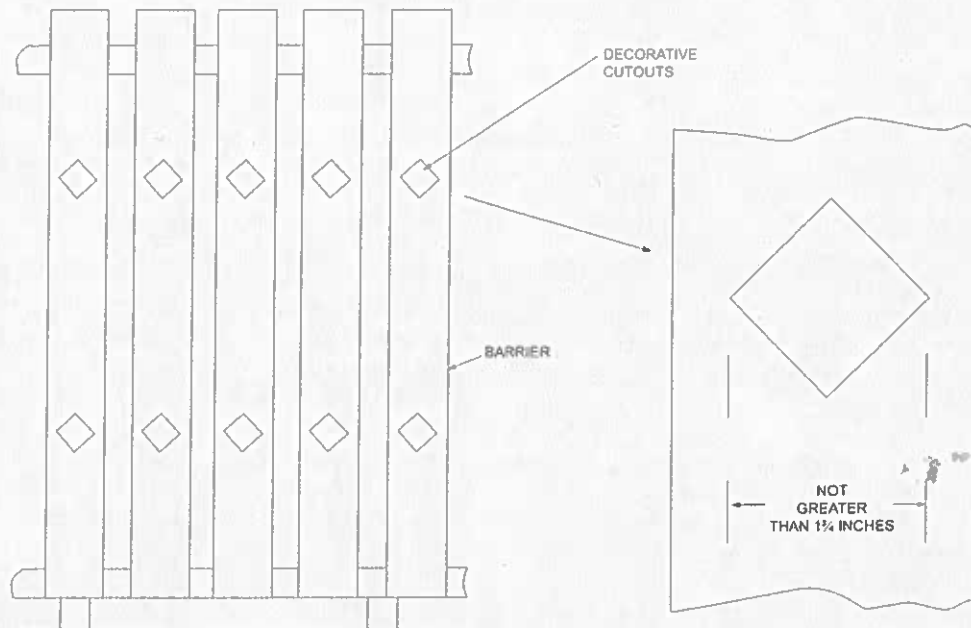 DECORATIVE
CUTOUTS
BARRIER
NOT
GREATER
THAN 1¾ INCHES